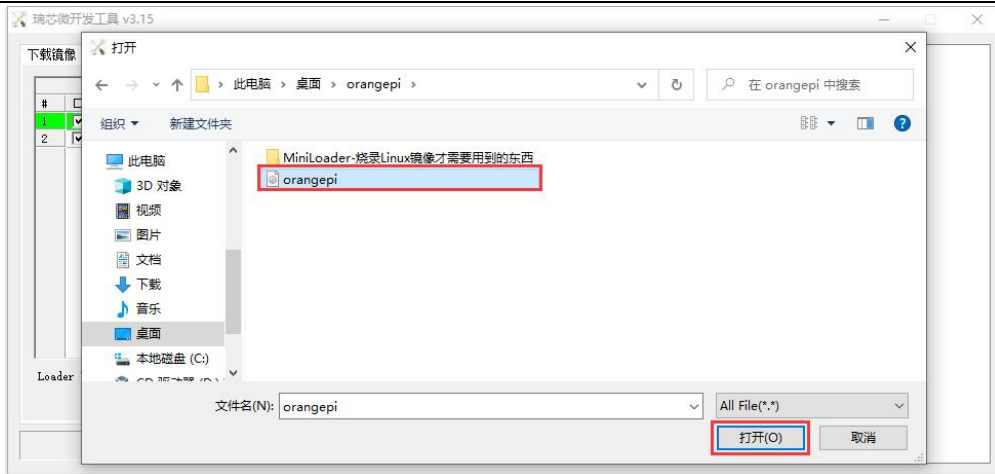 瑞芯微开发工具 v3.15
下载镜像
打开
此电脑 › 桌面 › orangepi ›
在 orangepi 中搜索
组织
新建文件夹
#
1
2
此电脑
3D 对象
视频
图片
文档
下载
音乐
桌面
本地磁盘 (C:)
MiniLoader-烧录Linux镜像才需要用到的东西
orangepi
Loader
文件名(N):
orangepi
All File(*.*)
打开(O)
取消